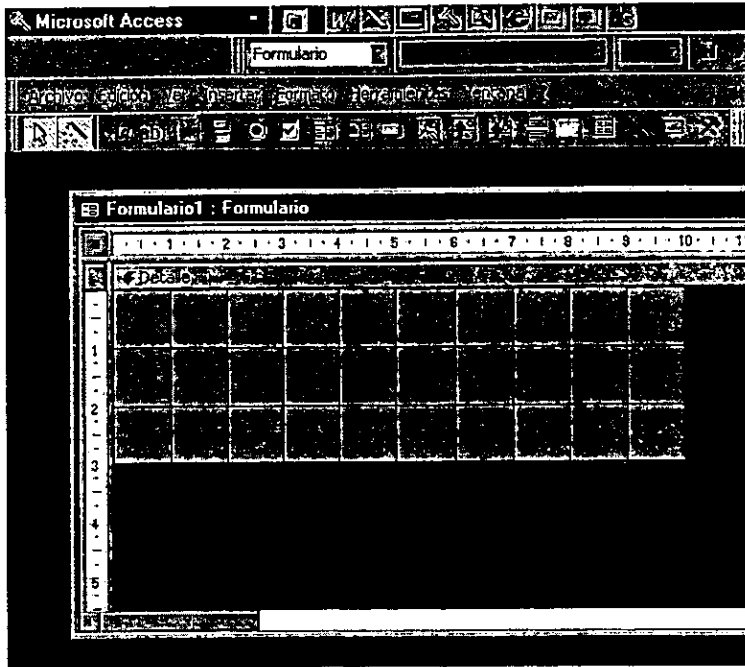 Microsoft Access
Formulario
Archivo Edición Ver Insertar Formato Herramientas Ventana ?
Formulario1 : Formulario
1 2 3 4 5 6 7 8 9 10
Detalle
1
2
3
4
5